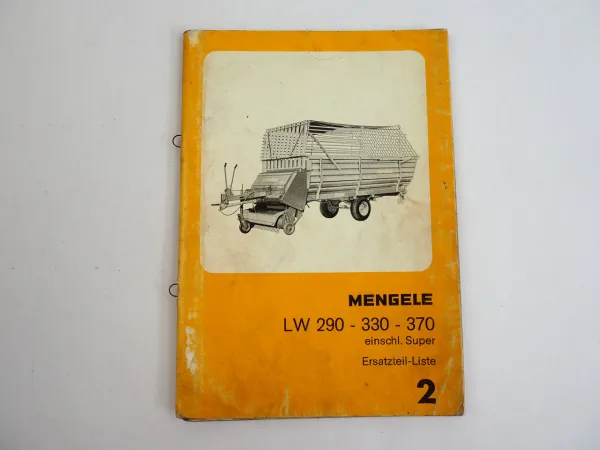 MENGELE
LW 290 - 330 - 370
einschl. Super
Ersatzteil-Liste
2